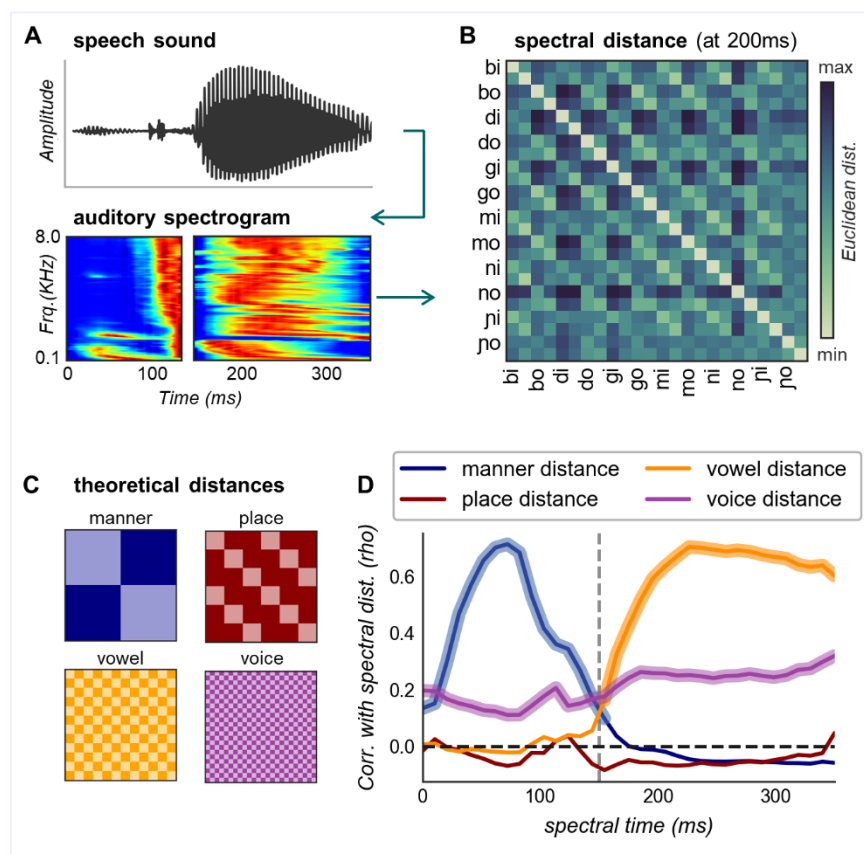 A speech sound
Amplitude
auditory spectrogram
8.0
Frq.(KHz)
0.1
0 100 200 300
Time (ms)
B spectral distance (at 200ms)
bi
bo
di
do
gi
go
mi
mo
ni
no
ɲi
ɲo
bi bo di do gi go mi mo ni no ɲi ɲo
max
Euclidean dist.
min
C theoretical distances
manner place
vowel voice
D
manner distance vowel distance
place distance voice distance
Corr. with spectral dist. (rho)
0.6
0.4
0.2
0.0
0 100 200 300
spectral time (ms)